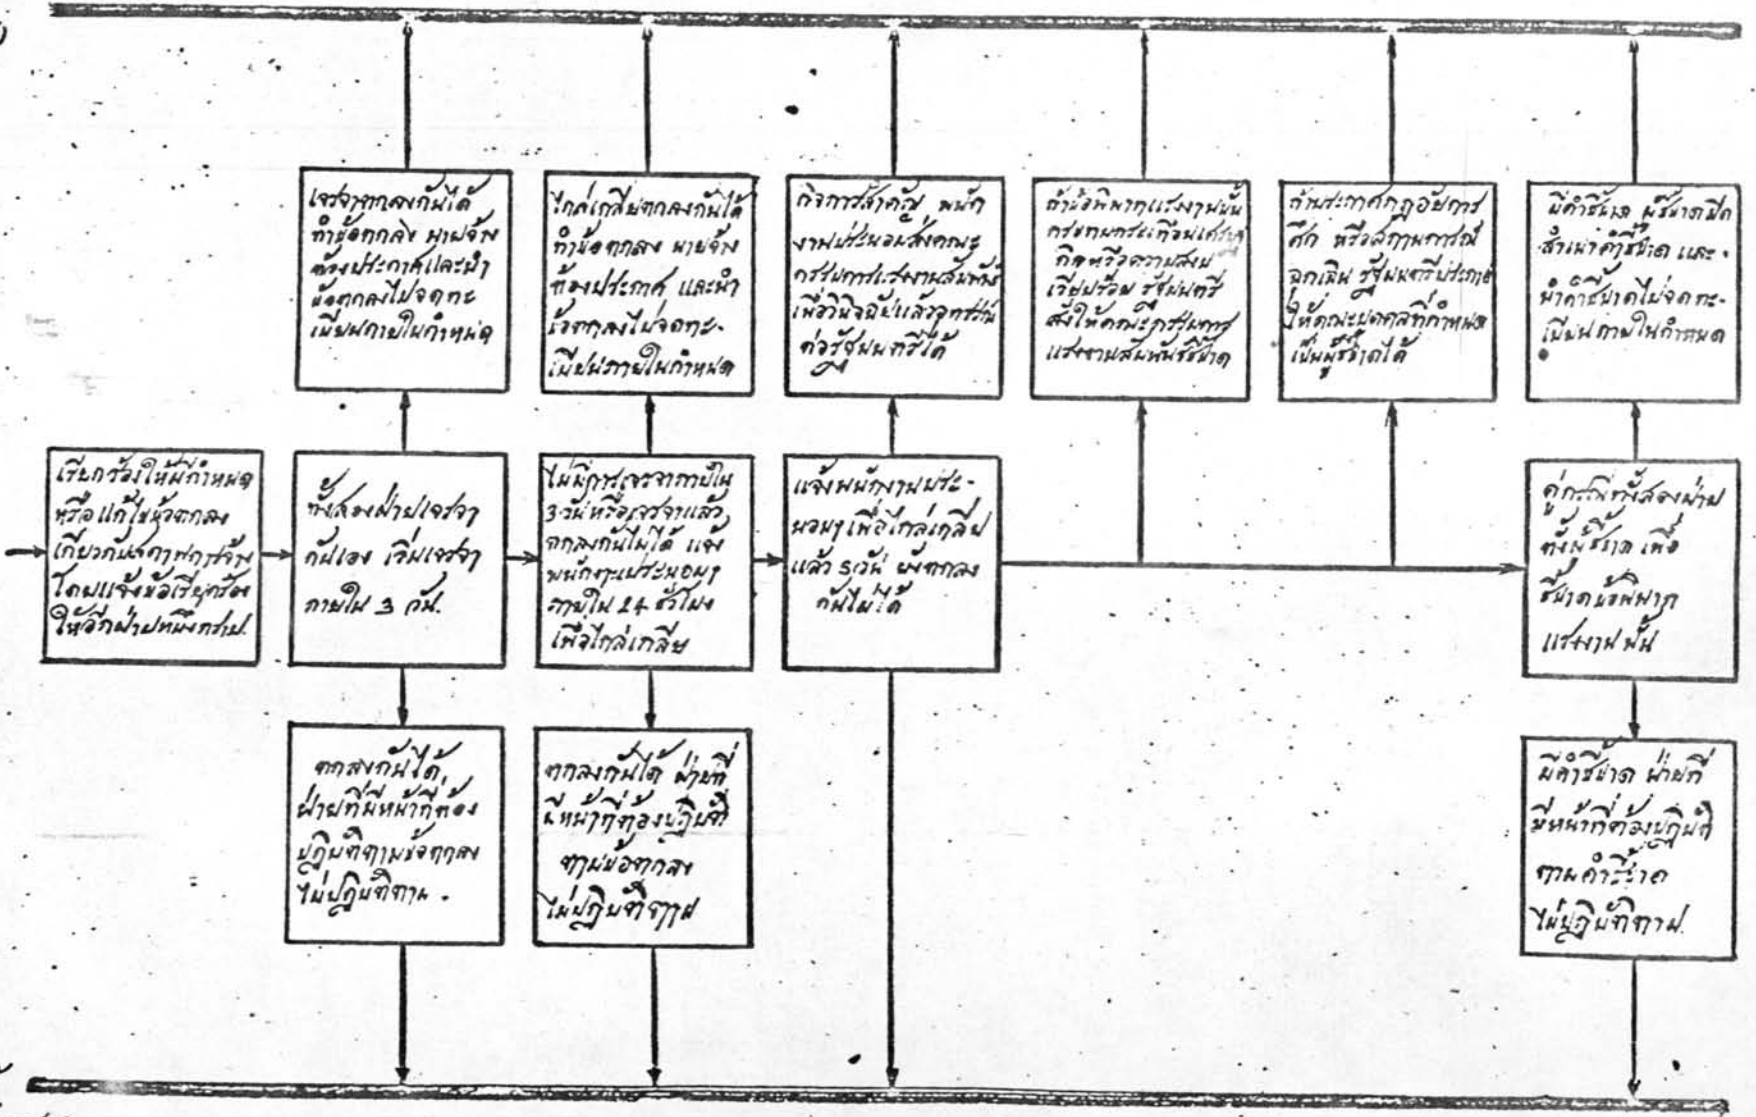 เจรจาตกลงกันได้
ทำข้อตกลง นายจ้าง
ต้องประกาศและนำ
ข้อตกลงไปจดทะ
เบียนภายในกำหนด
ไกล่เกลี่ยตกลงกันได้
ทำข้อตกลง นายจ้าง
ต้องประกาศ และนำ
ข้อตกลงไปจดทะ-
เบียนภายในกำหนด
กิจการสำคัญ พนัก
งานประนอมส่งคณะ
กรรมการแรงงานสัมพันธ์
เพื่อวินิจฉัยแล้วอุทธรณ์
ต่อรัฐมนตรีได้
ถ้าข้อพิพาทแรงงานนั้น
กระทบกระเทือนเศรษฐ
กิจหรือความสงบ
เรียบร้อย รัฐมนตรี
สั่งให้คณะกรรมการ
แรงงานสัมพันธ์ชี้ขาด
ถ้าประกาศกฎอัยการ
ศึก หรือสถานการณ์
ฉุกเฉิน รัฐมนตรีประกาศ
ให้คณะบุคคลที่กำหนด
เป็นผู้ชี้ขาดได้
มีคำชี้ขาด ผู้ชี้ขาดปิด
สำเนาคำชี้ขาด และ
นำคำชี้ขาดไปจดทะ-
เบียนภายในกำหนด
เรียกร้องให้มีกำหนด
หรือแก้ไขข้อตกลง
เกี่ยวกับสภาพการจ้าง
โดยแจ้งข้อเรียกร้อง
ให้อีกฝ่ายหนึ่งทราบ
ทั้งสองฝ่ายเจรจา
กันเอง เริ่มเจรจา
ภายใน 3 วัน.
ไม่มีการเจรจาภายใน
3 วัน หรือเจรจาแล้ว
ตกลงกันไม่ได้ แจ้ง
พนักงานประนอมฯ
ภายใน 24 ชั่วโมง
เพื่อไกล่เกลี่ย
แจ้งพนักงานประ-
นอมฯ เพื่อไกล่เกลี่ย
แล้ว 5 วัน ยังตกลง
กันไม่ได้
คู่กรณีทั้งสองฝ่าย
ตั้งผู้ชี้ขาด เพื่อ
ชี้ขาดข้อพิพาท
แรงงานนั้น
ตกลงกันได้
ฝ่ายที่มีหน้าที่ต้อง
ปฏิบัติตามข้อตกลง
ไม่ปฏิบัติตาม.
ตกลงกันได้ ฝ่ายที่
มีหน้าที่ต้องปฏิบัติ
ตามข้อตกลง
ไม่ปฏิบัติตาม
มีคำชี้ขาด ฝ่ายที่
มีหน้าที่ต้องปฏิบัติ
ตามคำชี้ขาด
ไม่ปฏิบัติตาม.